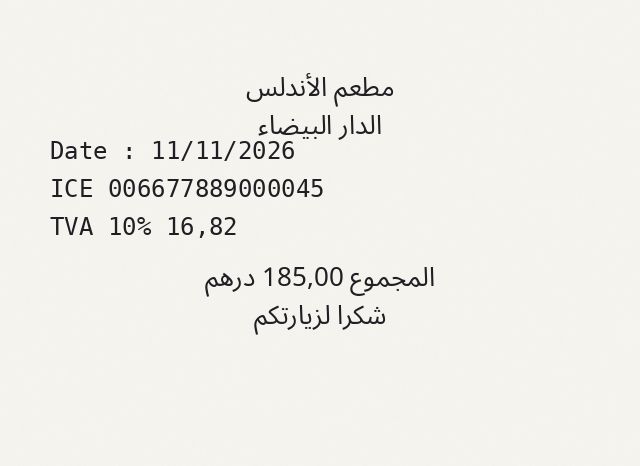 مطعم الأندلس
الدار البيضاء
Date : 11/11/2026
ICE 006677889000045
TVA 10% 16,82
المجموع 185,00 درهم
شكرا لزيارتكم